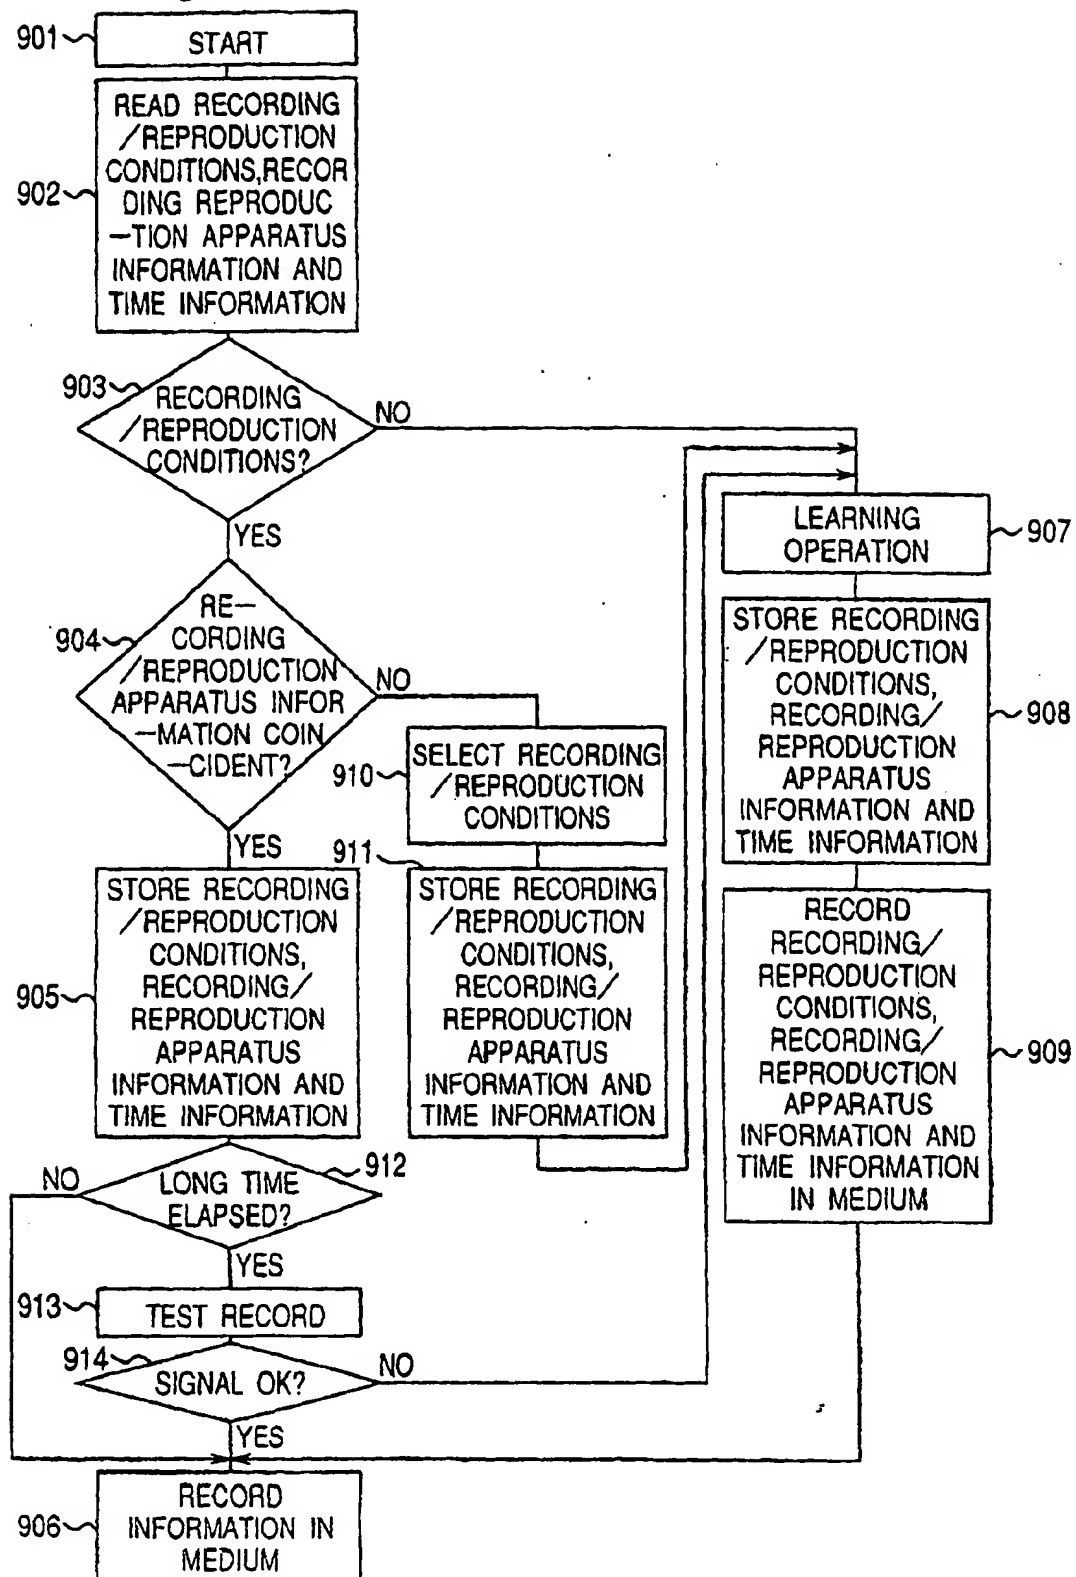 901
START
902
READ RECORDING
/REPRODUCTION
CONDITIONS,RECOR
DING REPRODUC
-TION APPARATUS
INFORMATION AND
TIME INFORMATION
903
RECORDING
/REPRODUCTION
CONDITIONS?
NO
YES
904
RE-
CORDING
/REPRODUCTION
APPARATUS INFOR
-MATION COIN
-CIDENT?
NO
YES
905
STORE RECORDING
/REPRODUCTION
CONDITIONS,
RECORDING/
REPRODUCTION
APPARATUS
INFORMATION AND
TIME INFORMATION
910
SELECT RECORDING
/REPRODUCTION
CONDITIONS
911
STORE RECORDING
/REPRODUCTION
CONDITIONS,
RECORDING/
REPRODUCTION
APPARATUS
INFORMATION AND
TIME INFORMATION
LEARNING
OPERATION
907
STORE RECORDING
/REPRODUCTION
CONDITIONS,
RECORDING/
REPRODUCTION
APPARATUS
INFORMATION AND
TIME INFORMATION
908
RECORD
RECORDING/
REPRODUCTION
CONDITIONS,
RECORDING/
REPRODUCTION
APPARATUS
INFORMATION AND
TIME INFORMATION
IN MEDIUM
909
912
NO
LONG TIME
ELAPSED?
YES
913
TEST RECORD
914
SIGNAL OK?
NO
YES
906
RECORD
INFORMATION IN
MEDIUM